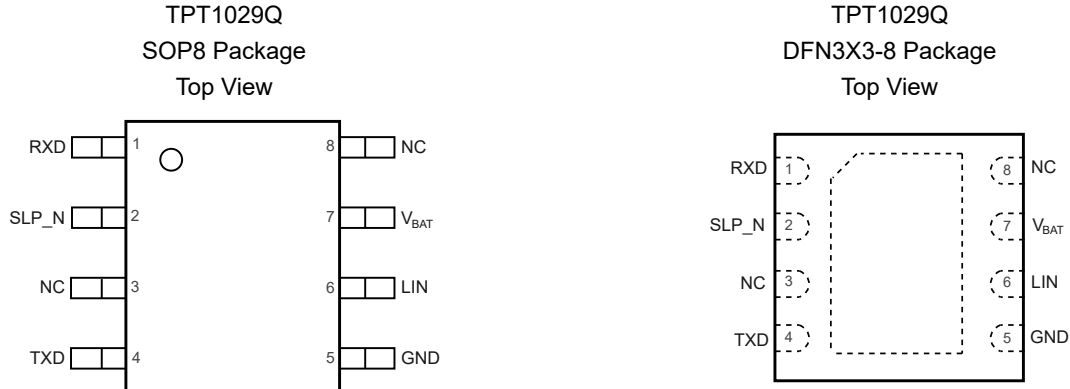 TPT1029Q
SOP8 Package
Top View
RXD 1 8 NC
SLP_N 2 7 VBAT
NC 3 6 LIN
TXD 4 5 GND
TPT1029Q
DFN3X3-8 Package
Top View
RXD 1 8 NC
SLP_N 2 7 VBAT
NC 3 6 LIN
TXD 4 5 GND